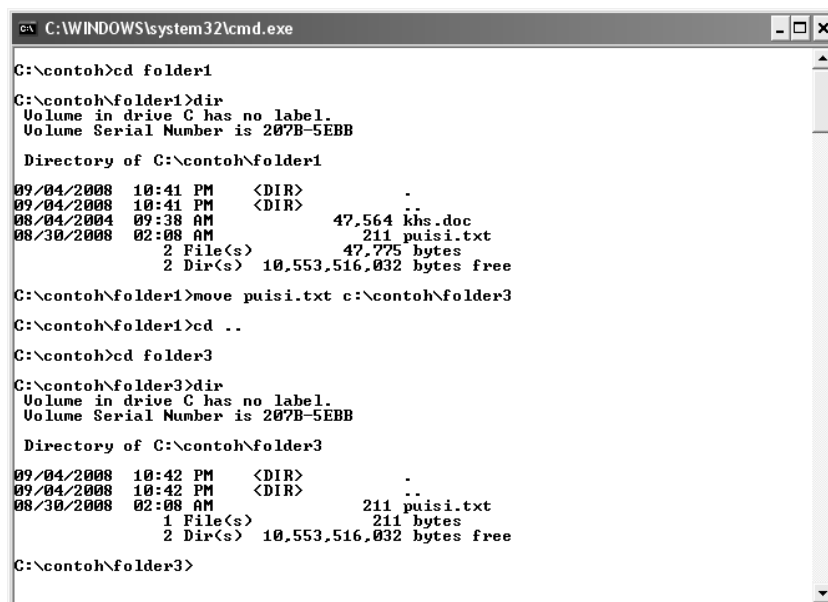 C:\WINDOWS\system32\cmd.exe
C:\contoh>cd folder1
C:\contoh\folder1>dir
Volume in drive C has no label.
Volume Serial Number is 207B-5EBB
Directory of C:\contoh\folder1
09/04/2008  10:41 PM    <DIR>          .
09/04/2008  10:41 PM    <DIR>          ..
08/04/2004  09:38 AM            47,564 khs.doc
08/30/2008  02:08 AM               211 puisi.txt
2 File(s)         47,775 bytes
2 Dir(s)  10,553,516,032 bytes free
C:\contoh\folder1>move puisi.txt c:\contoh\folder3
C:\contoh\folder1>cd ..
C:\contoh>cd folder3
C:\contoh\folder3>dir
Volume in drive C has no label.
Volume Serial Number is 207B-5EBB
Directory of C:\contoh\folder3
09/04/2008  10:42 PM    <DIR>          .
09/04/2008  10:42 PM    <DIR>          ..
08/30/2008  02:08 AM               211 puisi.txt
1 File(s)            211 bytes
2 Dir(s)  10,553,516,032 bytes free
C:\contoh\folder3>